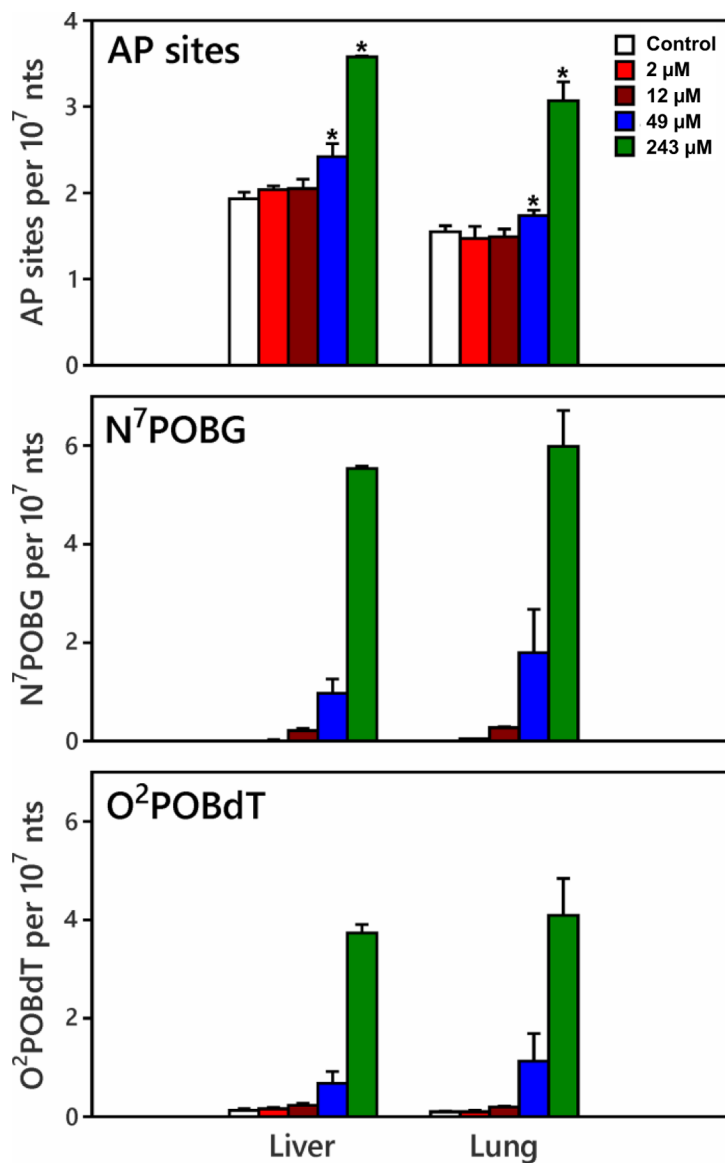 AP sites
Control
2 µM
12 µM
49 µM
243 µM
AP sites per 10⁷ nts
4
3
2
1
0
*
*
*
*
N⁷POBG
N⁷POBG per 10⁷ nts
6
4
2
0
O²POBdT
O²POBdT per 10⁷ nts
6
4
2
0
Liver
Lung